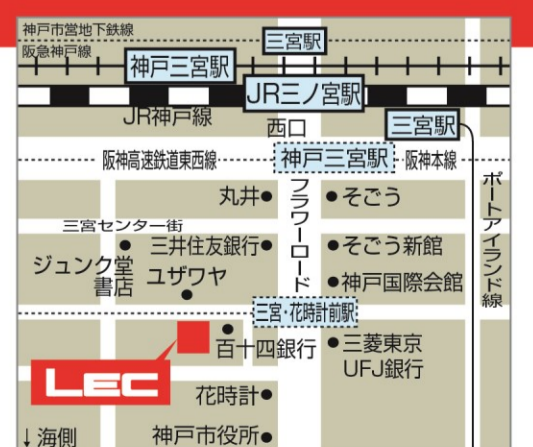 神戸市営地下鉄線
三宮駅
阪急神戸線
神戸三宮駅
JR三ノ宮駅
JR神戸線
西口
三宮駅
阪神高速鉄道東西線
神戸三宮駅
阪神本線
丸井
フラワーロード
そごう
ポートアイランド線
三宮センター街
三井住友銀行
そごう新館
ジュンク堂
書店
ユザワヤ
神戸国際会館
三宮・花時計前駅
百十四銀行
三菱東京
UFJ銀行
LEC
花時計
↓海側
神戸市役所